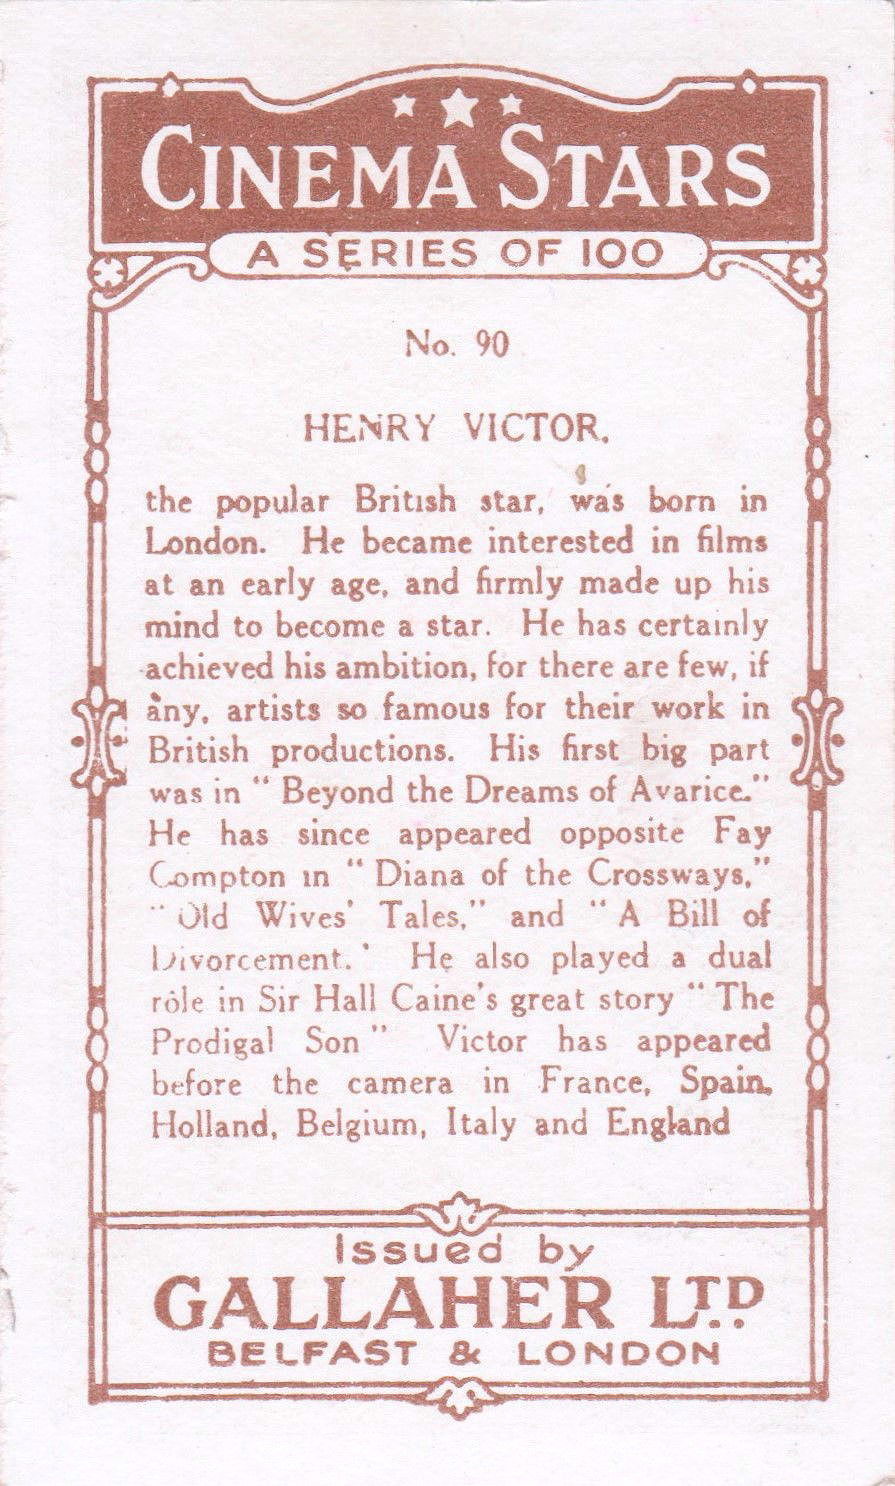 CINEMA STARS
A SERIES OF 100
No. 90
HENRY VICTOR.
the popular British star, was born in
London. He became interested in films
at an early age, and firmly made up his
mind to become a star. He has certainly
achieved his ambition, for there are few, if
any, artists so famous for their work in
British productions. His first big part
was in “ Beyond the Dreams of Avarice.”
He has since appeared opposite Fay
Compton in “ Diana of the Crossways,”
“ Old Wives’ Tales,” and “ A Bill of
Divorcement.’ He also played a dual
rôle in Sir Hall Caine’s great story “ The
Prodigal Son ” Victor has appeared
before the camera in France, Spain,
Holland, Belgium, Italy and England
Issued by
GALLAHER LTD.
BELFAST & LONDON